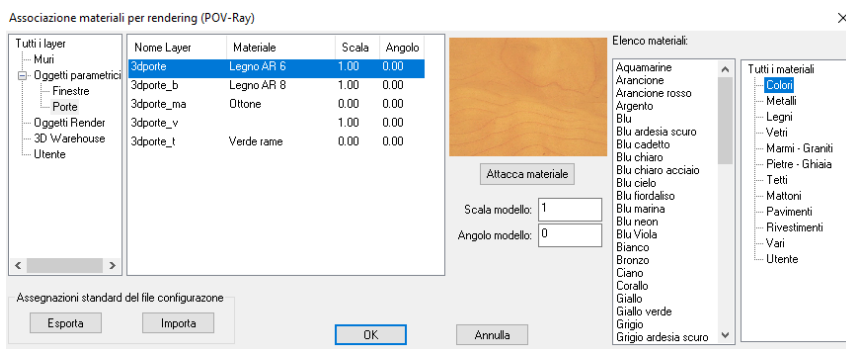 Associazione materiali per rendering (POV-Ray)
Tutti i layer
Muri
Oggetti parametrici
Finestre
Porte
Oggetti Render
3D Warehouse
Utente
Nome Layer Materiale Scala Angolo
3dporte Legno AR 6 1.00 0.00
3dporte_b Legno AR 8 1.00 0.00
3dporte_ma Ottone 0.00 0.00
3dporte_v 1.00 0.00
3dporte_t Verde rame 0.00 0.00
Attacca materiale
Scala modello: 1
Angolo modello: 0
Elenco materiali:
Aquamarine
Arancione
Arancione rosso
Argento
Blu
Blu ardesia scuro
Blu cadetto
Blu chiaro
Blu chiaro acciaio
Blu cielo
Blu fiordaliso
Blu marina
Blu neon
Blu Viola
Bianco
Bronzo
Ciano
Corallo
Giallo
Giallo verde
Grigio
Grigio ardesia scuro
Tutti i materiali
Colori
Metalli
Legni
Vetri
Marmi - Graniti
Pietre - Ghiaia
Tetti
Mattoni
Pavimenti
Rivestimenti
Vari
Utente
Assegnazioni standard del file configurazone
Esporta
Importa
OK
Annulla